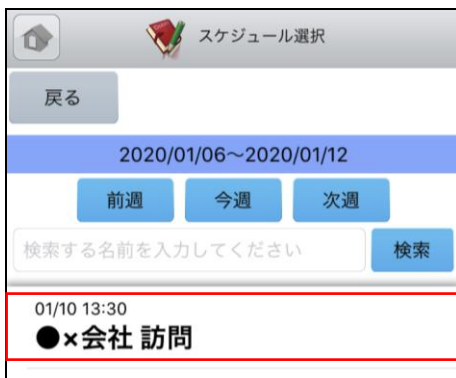 スケジュール選択
戻る
2020/01/06～2020/01/12
前週 今週 次週
検索する名前を入力してください 検索
01/10 13:30
●×会社 訪問